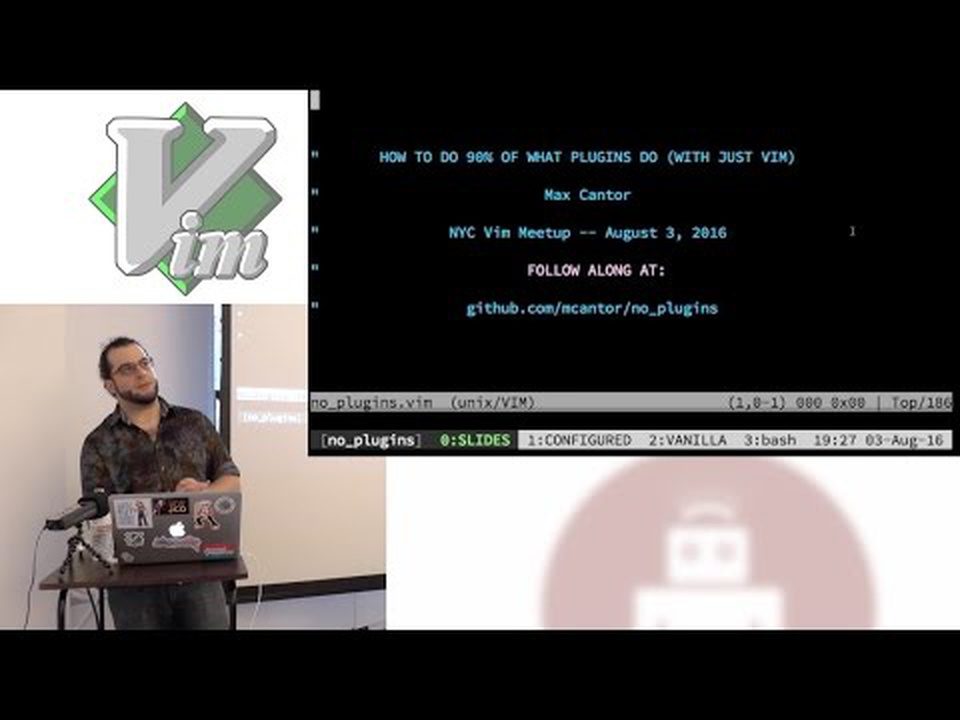 Vim
" HOW TO DO 90% OF WHAT PLUGINS DO (WITH JUST VIM)
" Max Cantor
" NYC Vim Meetup -- August 3, 2016
" FOLLOW ALONG AT:
" github.com/mcantor/no_plugins
no_plugins.vim (unix/VIM) (1,0-1) 000 0x00 | Top/186
[no_plugins] 0:SLIDES 1:CONFIGURED 2:VANILLA 3:bash 19:27 03-Aug-16
[no_plugins]